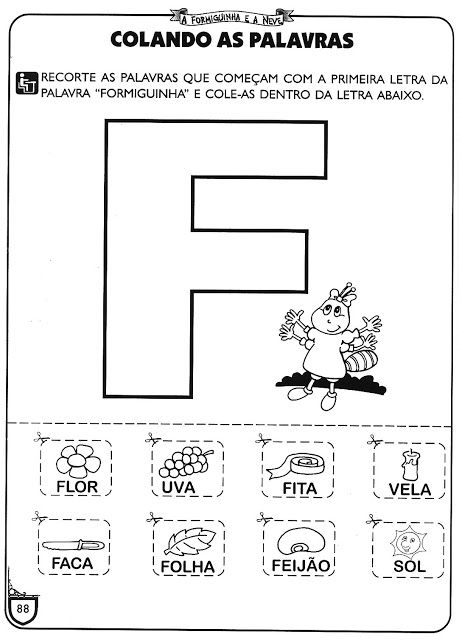 A FORMIGUINHA E A NEVE
COLANDO AS PALAVRAS
RECORTE AS PALAVRAS QUE COMEÇAM COM A PRIMEIRA LETRA DA
PALAVRA “FORMIGUINHA” E COLE-AS DENTRO DA LETRA ABAIXO.
F
FLOR UVA FITA VELA
FACA FOLHA FEIJÃO SOL
88